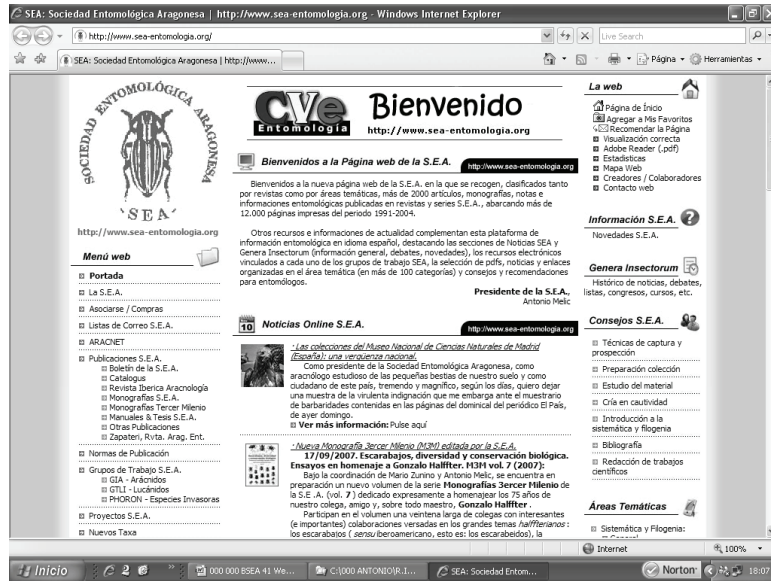 SEA: Sociedad Entomológica Aragonesa | http://www.sea-entomologia.org - Windows Internet Explorer
http://www.sea-entomologia.org/
Live Search
SEA: Sociedad Entomológica Aragonesa | http://www...
Página
Herramientas
SOCIEDAD ENTOMOLÓGICA ARAGONESA
'SEA'
http://www.sea-entomologia.org
Menú web
Portada
La S.E.A.
Asociarse / Compras
Listas de Correo S.E.A.
ARACNET
Publicaciones S.E.A.
Boletín de la S.E.A.
Catalogus
Revista Iberica Aracnología
Monografías S.E.A.
Monografías Tercer Milenio
Manuales & Tesis S.E.A.
Otras Publicaciones
Zapateri, Rvta. Arag. Ent.
Normas de Publicación
Grupos de Trabajo S.E.A.
GIA - Arácnidos
GTLI - Lucánidos
PHORON - Especies Invasoras
Proyectos S.E.A.
Nuevos Taxa
CVe
Entomología
Bienvenido
http://www.sea-entomologia.org
Bienvenidos a la Página web de la S.E.A.
http://www.sea-entomologia.org
Bienvenidos a la nueva página web de la S.E.A. en la que se recogen, clasificados tanto
por revistas como por áreas temáticas, más de 2000 artículos, monografías, notas e
informaciones entomológicas publicadas en revistas y series S.E.A., abarcando más de
12.000 páginas impresas del periodo 1991-2004.
Otros recursos e informaciones de actualidad complementan esta plataforma de
información entomológica en idioma español, destacando las secciones de Noticias SEA y
Genera Insectorum (información general, debates, novedades), los recursos electrónicos
vinculados a cada uno de los grupos de trabajo SEA, la selección de pdfs, noticias y enlaces
organizadas en el área temática (en más de 100 categorías) y consejos y recomendaciones
para entomólogos.
Presidente de la S.E.A.,
Antonio Melic
10
Noticias Online S.E.A.
http://www.sea-entomologia.org
·Las colecciones del Museo Nacional de Ciencias Naturales de Madrid
(España): una vergüenza nacional.
Como presidente de la Sociedad Entomológica Aragonesa, como
aracnólogo estudioso de las pequeñas bestias de nuestro suelo y como
ciudadano de este país, tremendo y magnífico, según los días, quiero dejar
una muestra de la virulenta indignación que me embarga ante el muestrario
de barbaridades contenidas en las páginas del dominical del periódico El País,
de ayer domingo.
Ver más información: Pulse aquí
·Nueva Monografía 3ercer Milenio (M3M) editada por la S.E.A.
17/09/2007. Escarabajos, diversidad y conservación biológica.
Ensayos en homenaje a Gonzalo Halffter. M3M vol. 7 (2007):
Bajo la coordinación de Mario Zunino y Antonio Melic, se encuentra en
preparación un nuevo volumen de la serie Monografías 3ercer Milenio de
la S.E .A. (vol. 7 ) dedicado expresamente a homenajear los 75 años de
nuestro colega, amigo y, sobre todo maestro, Gonzalo Halffter .
Participan en el volumen una veintena larga de colegas con interesantes
(e importantes) colaboraciones versadas en los grandes temas halffterianos :
los escarabajos ( sensu iberoamericano, esto es: los escarabeidos), la
La web
Página de Ínicio
Agregar a Mis Favoritos
Recomendar la Página
Visualización correcta
Adobe Reader (.pdf)
Estadísticas
Mapa Web
Creadores / Colaboradores
Contacto web
Información S.E.A.
Novedades S.E.A.
Genera Insectorum
Histórico de noticias, debates,
listas, congresos, cursos, etc.
Consejos S.E.A.
Técnicas de captura y
prospección
Preparación colección
Estudio del material
Cría en cautividad
Introducción a la
sistemática y filogenia
Bibliografía
Redacción de trabajos
científicos
Áreas Temáticas
Sistemática y Filogenia:
Internet
100%
Inicio
2
000 000 BSEA 41 We...
C:\000 ANTONIO\R.I...
SEA: Sociedad Entom...
Norton
18:07